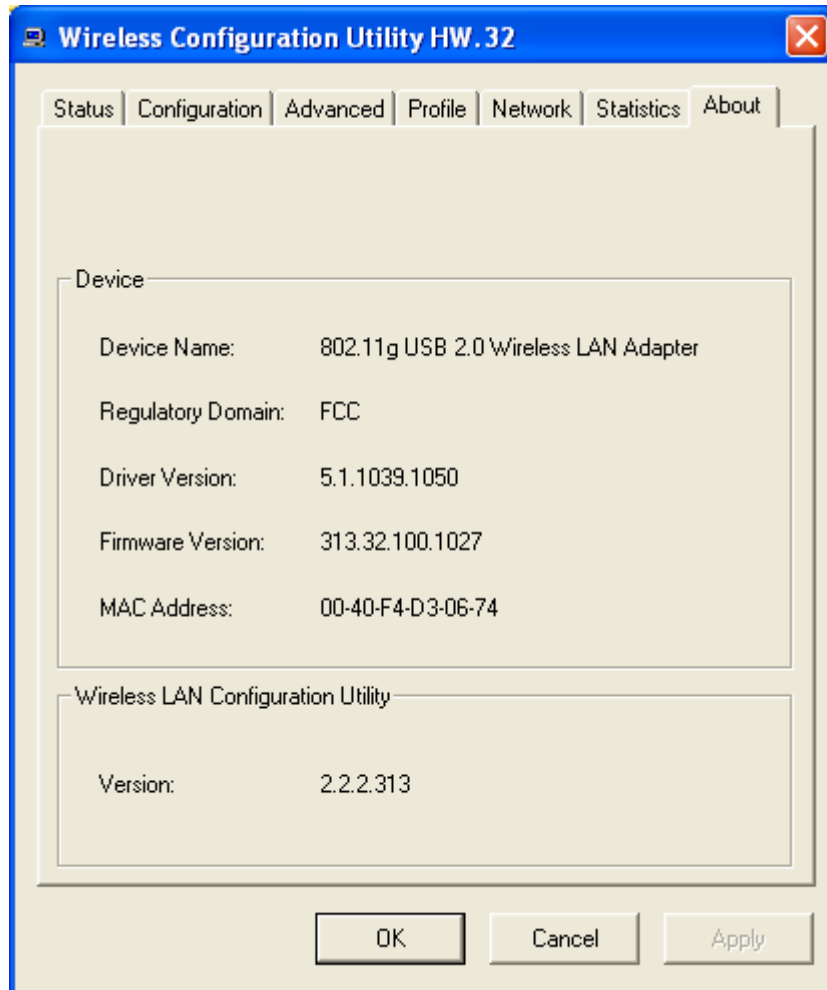 Wireless Configuration Utility HW.32
Status Configuration Advanced Profile Network Statistics About
Device
Device Name: 802.11g USB 2.0 Wireless LAN Adapter
Regulatory Domain: FCC
Driver Version: 5.1.1039.1050
Firmware Version: 313.32.100.1027
MAC Address: 00-40-F4-D3-06-74
Wireless LAN Configuration Utility
Version: 2.2.2.313
OK Cancel Apply